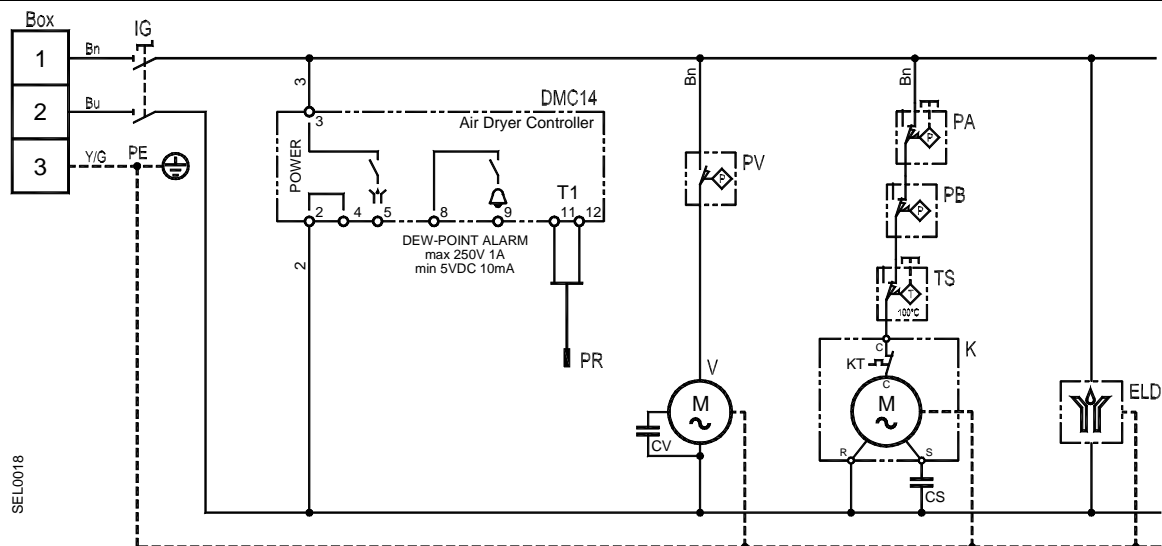 Box
IG
1
Bn
2
Bu
3
Y/G
PE
3
DMC14
Air Dryer Controller
3
POWER
T1
2
4
5
8
9
11
12
DEW-POINT ALARM
max 250V 1A
min 5VDC 10mA
2
PR
Bn
PV
P
V
M
CV
Bn
PA
P
PB
P
TS
T
100°C
K
C
KT
C
M
R
S
CS
ELD
SEL0018